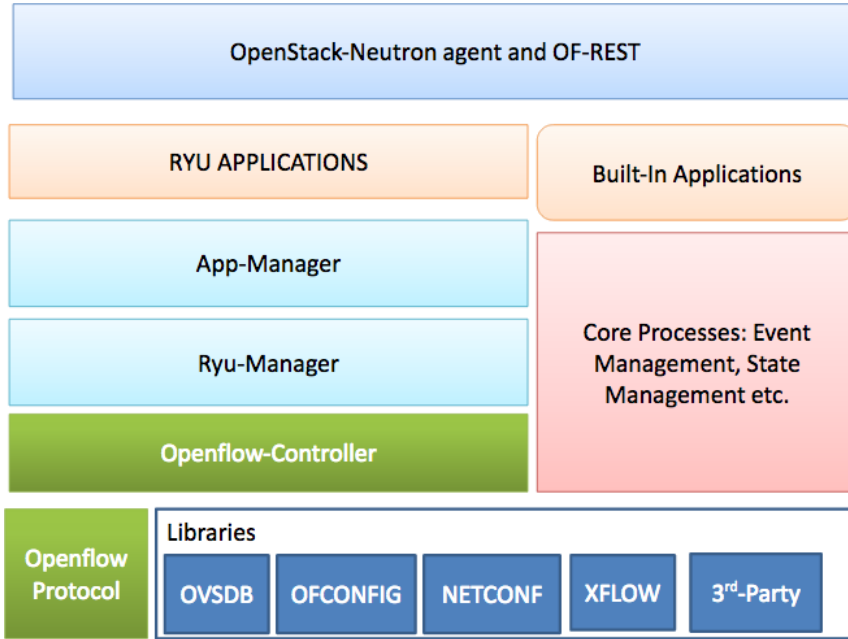 OpenStack-Neutron agent and OF-REST
RYU APPLICATIONS
Built-In Applications
App-Manager
Ryu-Manager
Core Processes: Event
Management, State
Management etc.
Openflow-Controller
Openflow
Protocol
Libraries
OVSDB
OFCONFIG
NETCONF
XFLOW
3rd-Party